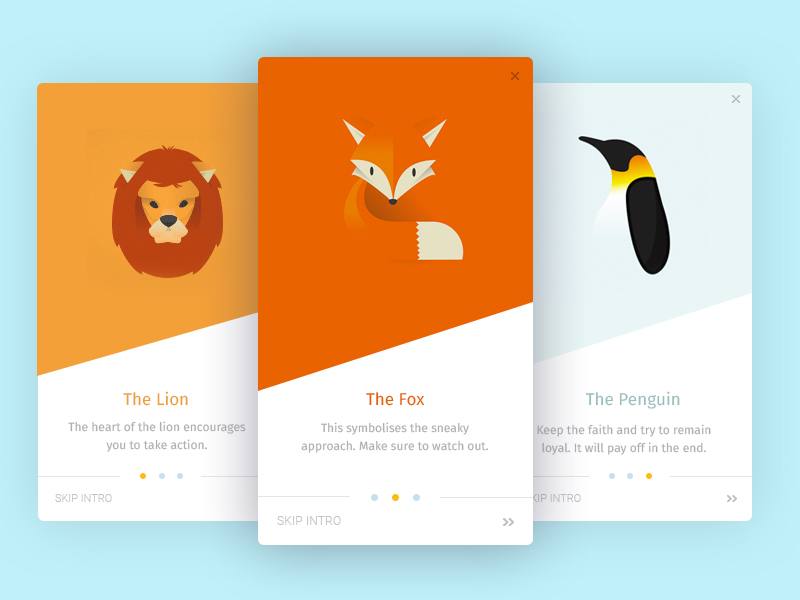 The Lion
The heart of the lion encourages
you to take action.
SKIP INTRO
The Fox
This symbolises the sneaky
approach. Make sure to watch out.
SKIP INTRO
The Penguin
Keep the faith and try to remain
loyal. It will pay off in the end.
KIP INTRO